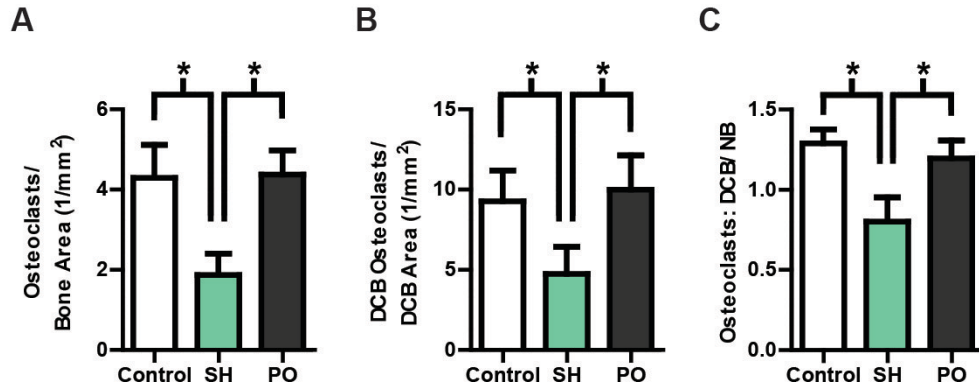 A
B
C
* *
* *
* *
Osteoclasts/
Bone Area (1/mm²)
6
4
2
0
Control SH PO
DCB Osteoclasts/
DCB Area (1/mm²)
15
10
5
0
Control SH PO
Osteoclasts: DCB/ NB
1.5
1.0
0.5
0.0
Control SH PO